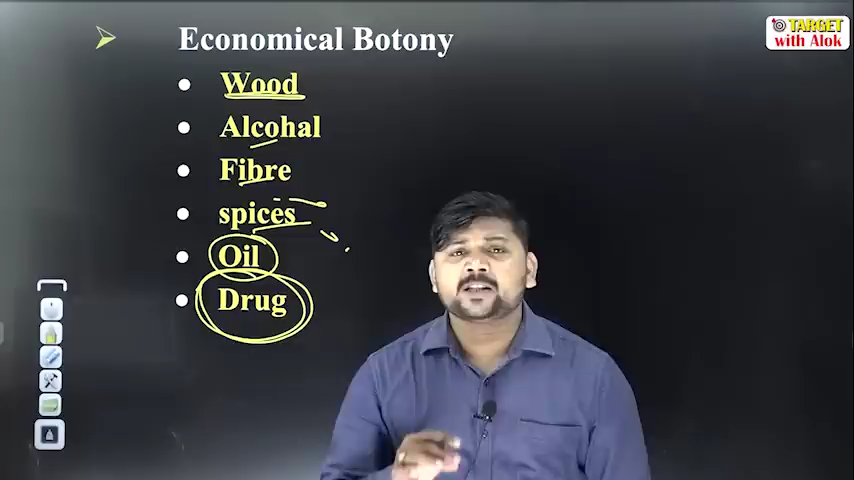 TARGET
with Alok
Economical Botony
Wood
Alcohal
Fibre
spices
Oil
Drug